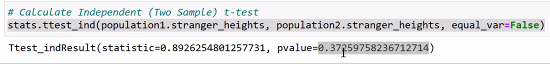 # Calculate Independent (Two Sample) t-test
stats.ttest_ind(population1.stranger_heights, population2.stranger_heights, equal_var=False)
Ttest_indResult(statistic=0.8926254801257731, pvalue=0.37259758236712714)